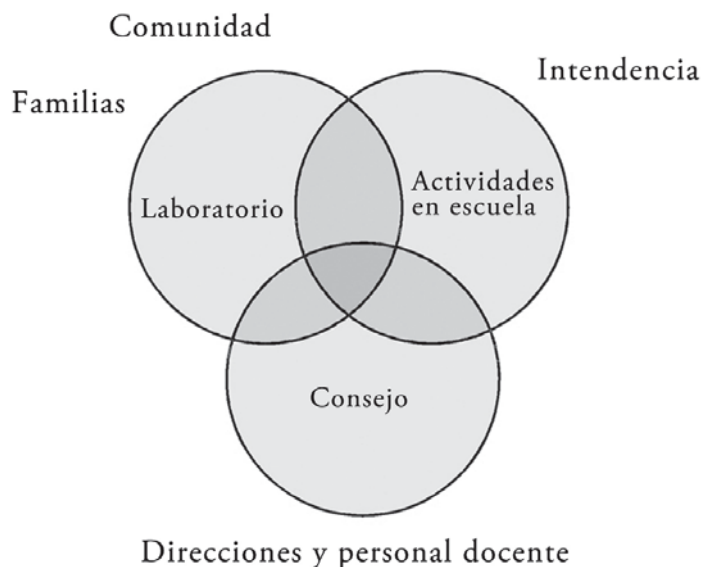 Comunidad
Intendencia
Familias
Actividades
en escuela
Laboratorio
Consejo
Direcciones y personal docente